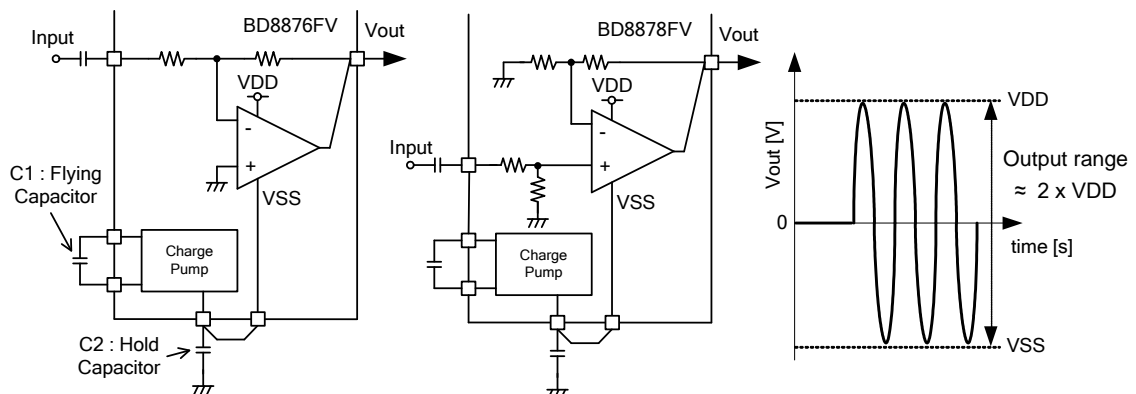 BD8876FV
Input
Vout
VDD
-
+
C1 : Flying
Capacitor
VSS
Charge
Pump
C2 : Hold
Capacitor
BD8878FV
Vout
VDD
-
Input
+
VSS
Charge
Pump
Vout [V]
VDD
Output range
≈ 2 x VDD
0
time [s]
VSS